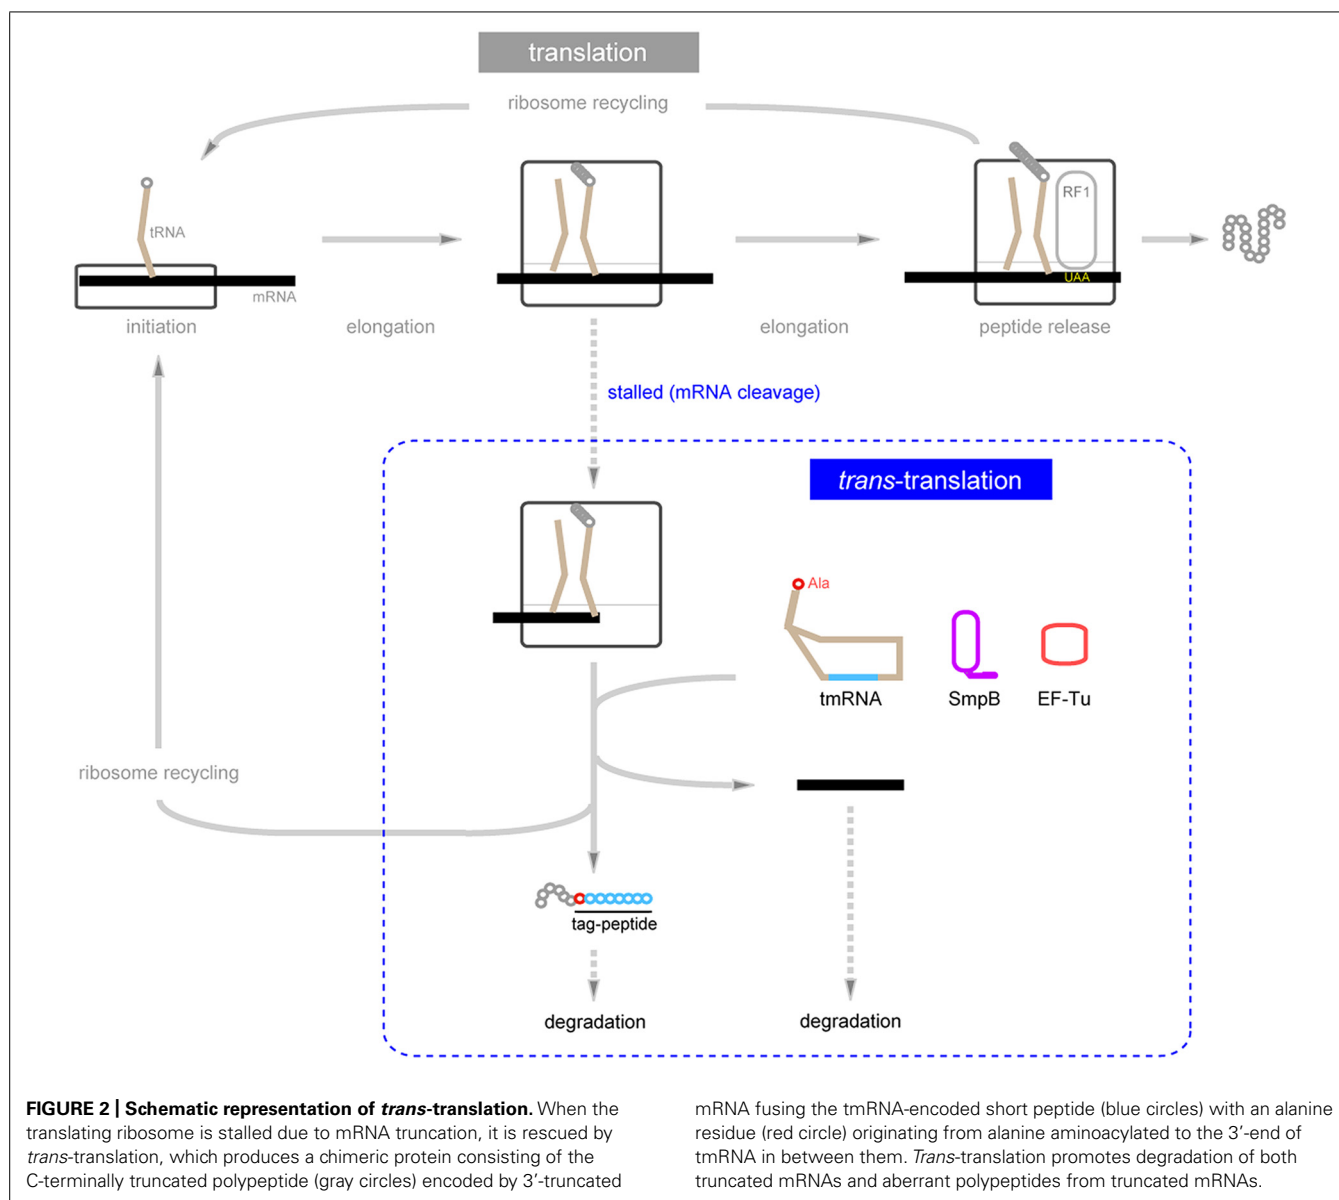 translation
ribosome recycling
RF1
tRNA
UAA
mRNA
initiation
elongation
elongation
peptide release
stalled (mRNA cleavage)
trans-translation
Ala
tmRNA
SmpB
EF-Tu
ribosome recycling
tag-peptide
degradation
degradation
FIGURE 2 | Schematic representation of trans-translation. When the
translating ribosome is stalled due to mRNA truncation, it is rescued by
trans-translation, which produces a chimeric protein consisting of the
C-terminally truncated polypeptide (gray circles) encoded by 3'-truncated
mRNA fusing the tmRNA-encoded short peptide (blue circles) with an alanine
residue (red circle) originating from alanine aminoacylated to the 3'-end of
tmRNA in between them. Trans-translation promotes degradation of both
truncated mRNAs and aberrant polypeptides from truncated mRNAs.